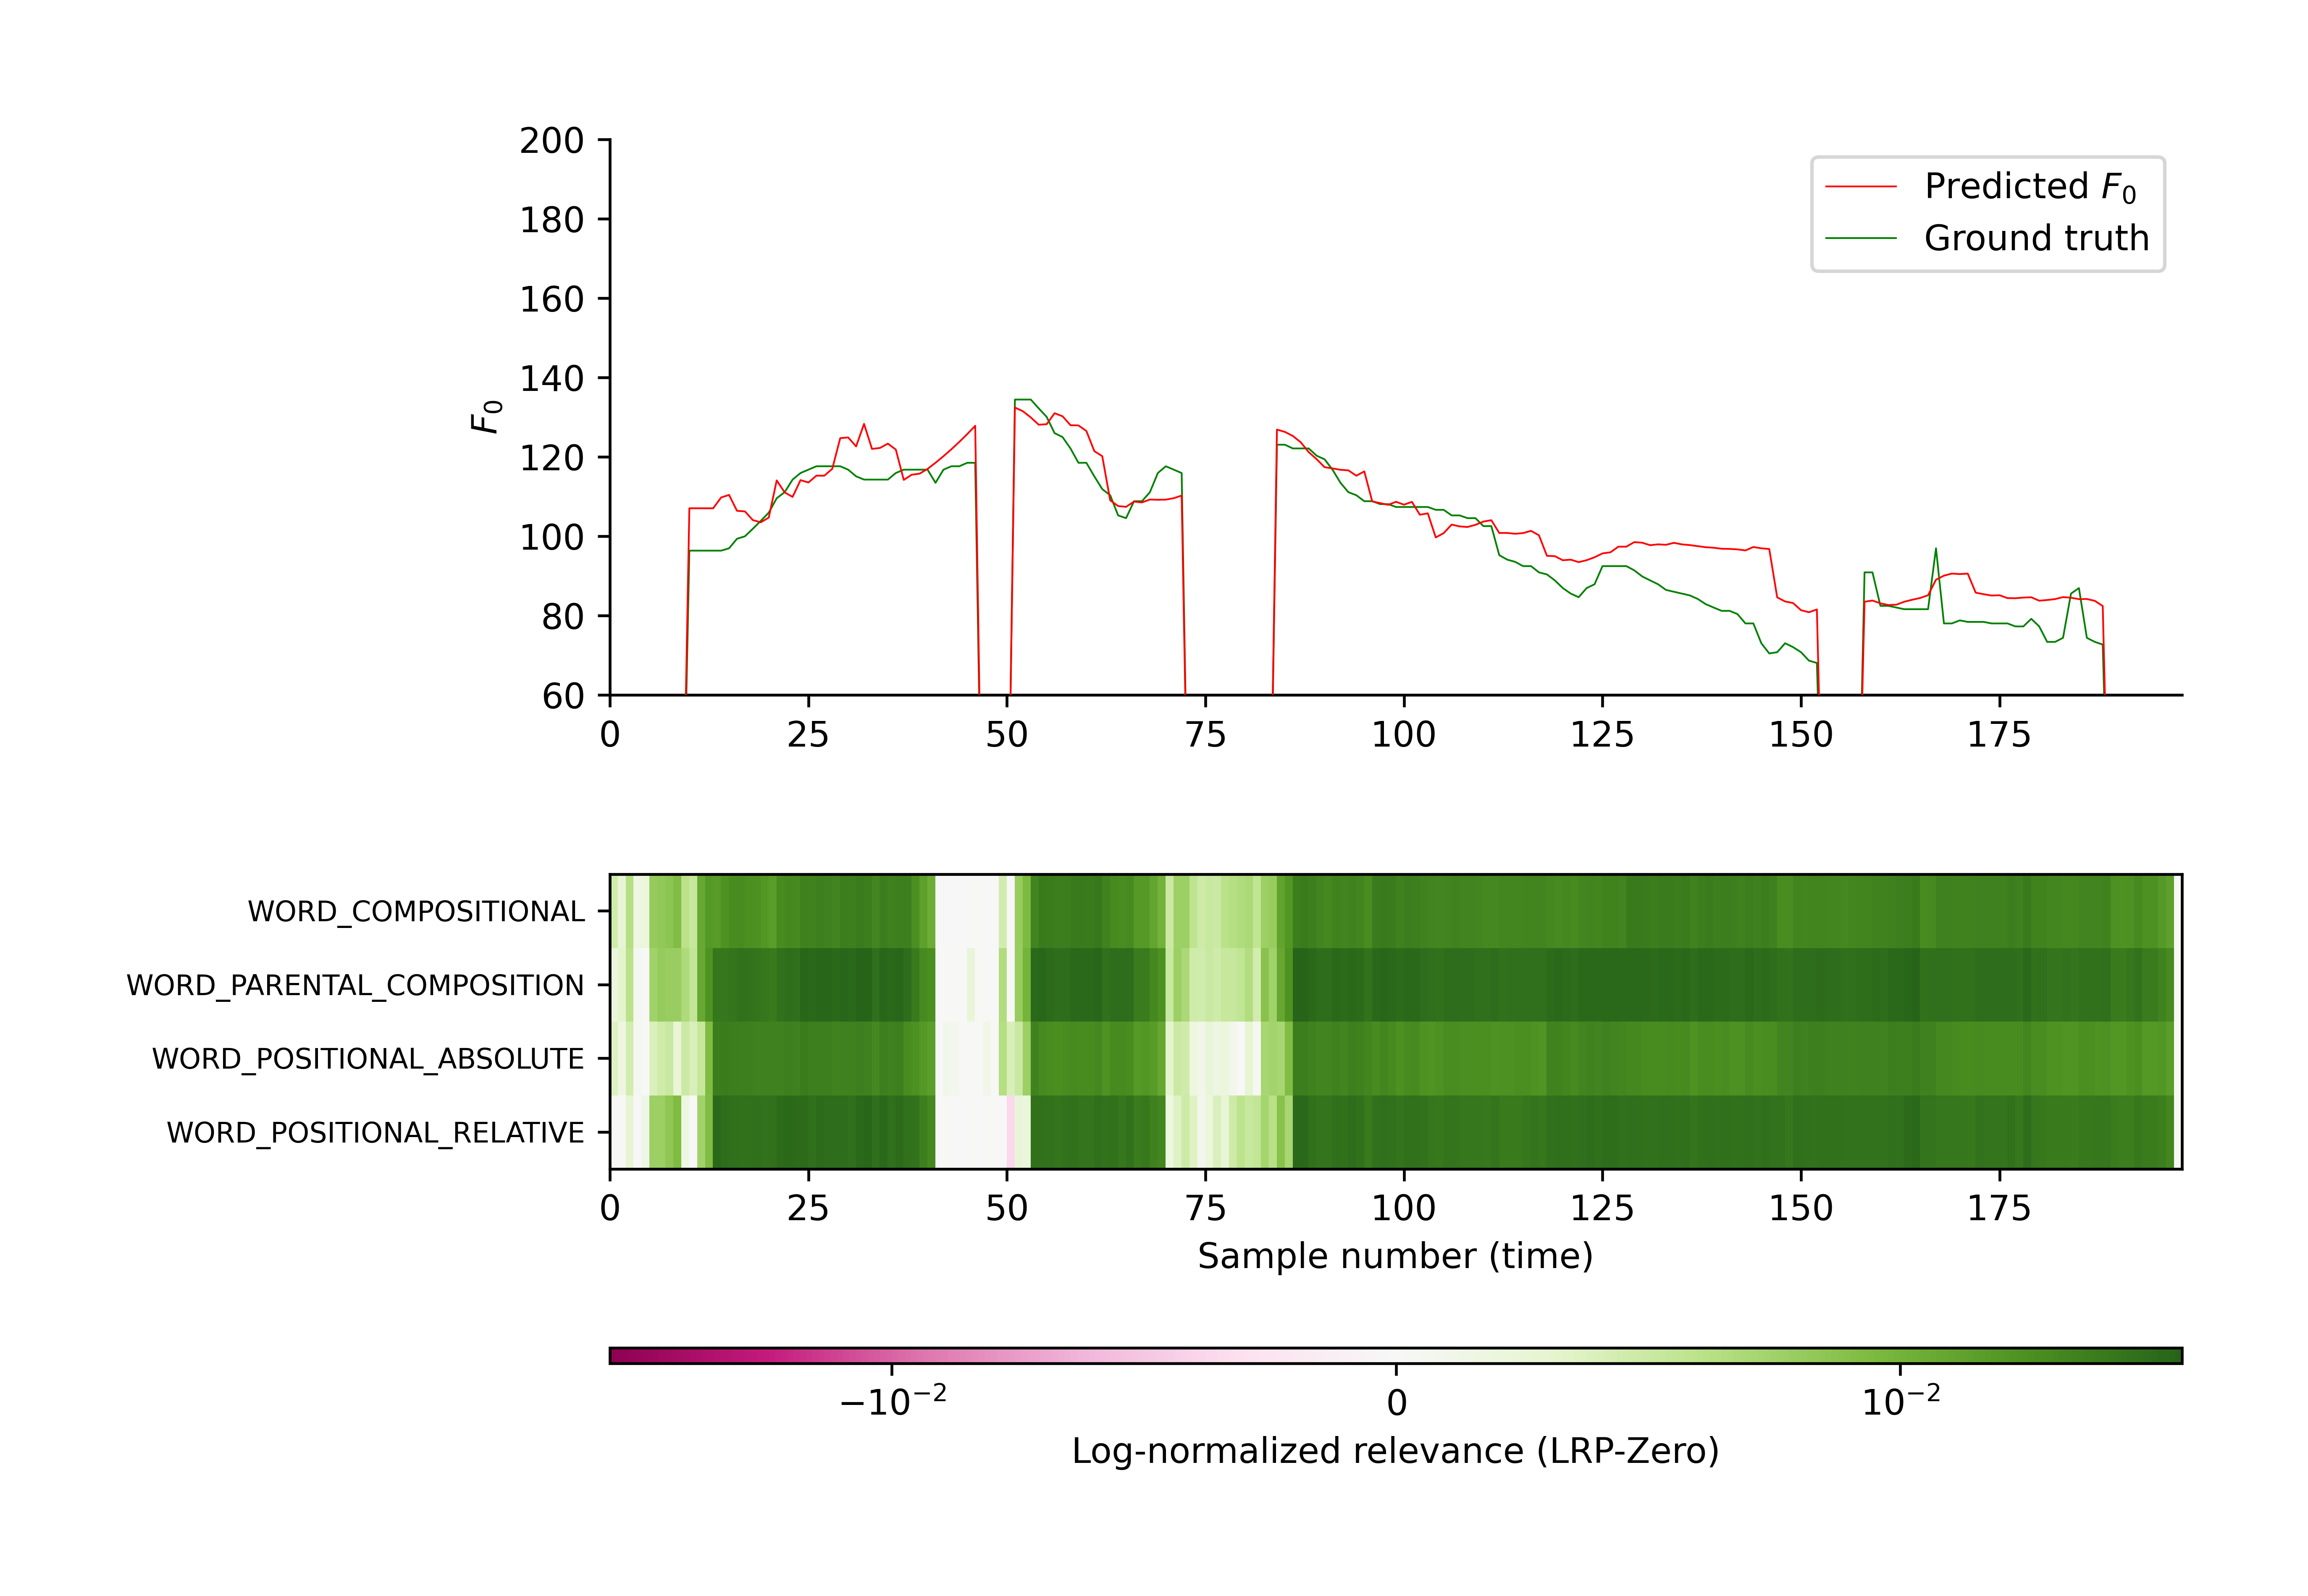 200
180
160
140
120
100
80
60
F0
Predicted F0
Ground truth
0 25 50 75 100 125 150 175
WORD_COMPOSITIONAL
WORD_PARENTAL_COMPOSITION
WORD_POSITIONAL_ABSOLUTE
WORD_POSITIONAL_RELATIVE
0 25 50 75 100 125 150 175
Sample number (time)
−10⁻² 0 10⁻²
Log-normalized relevance (LRP-Zero)